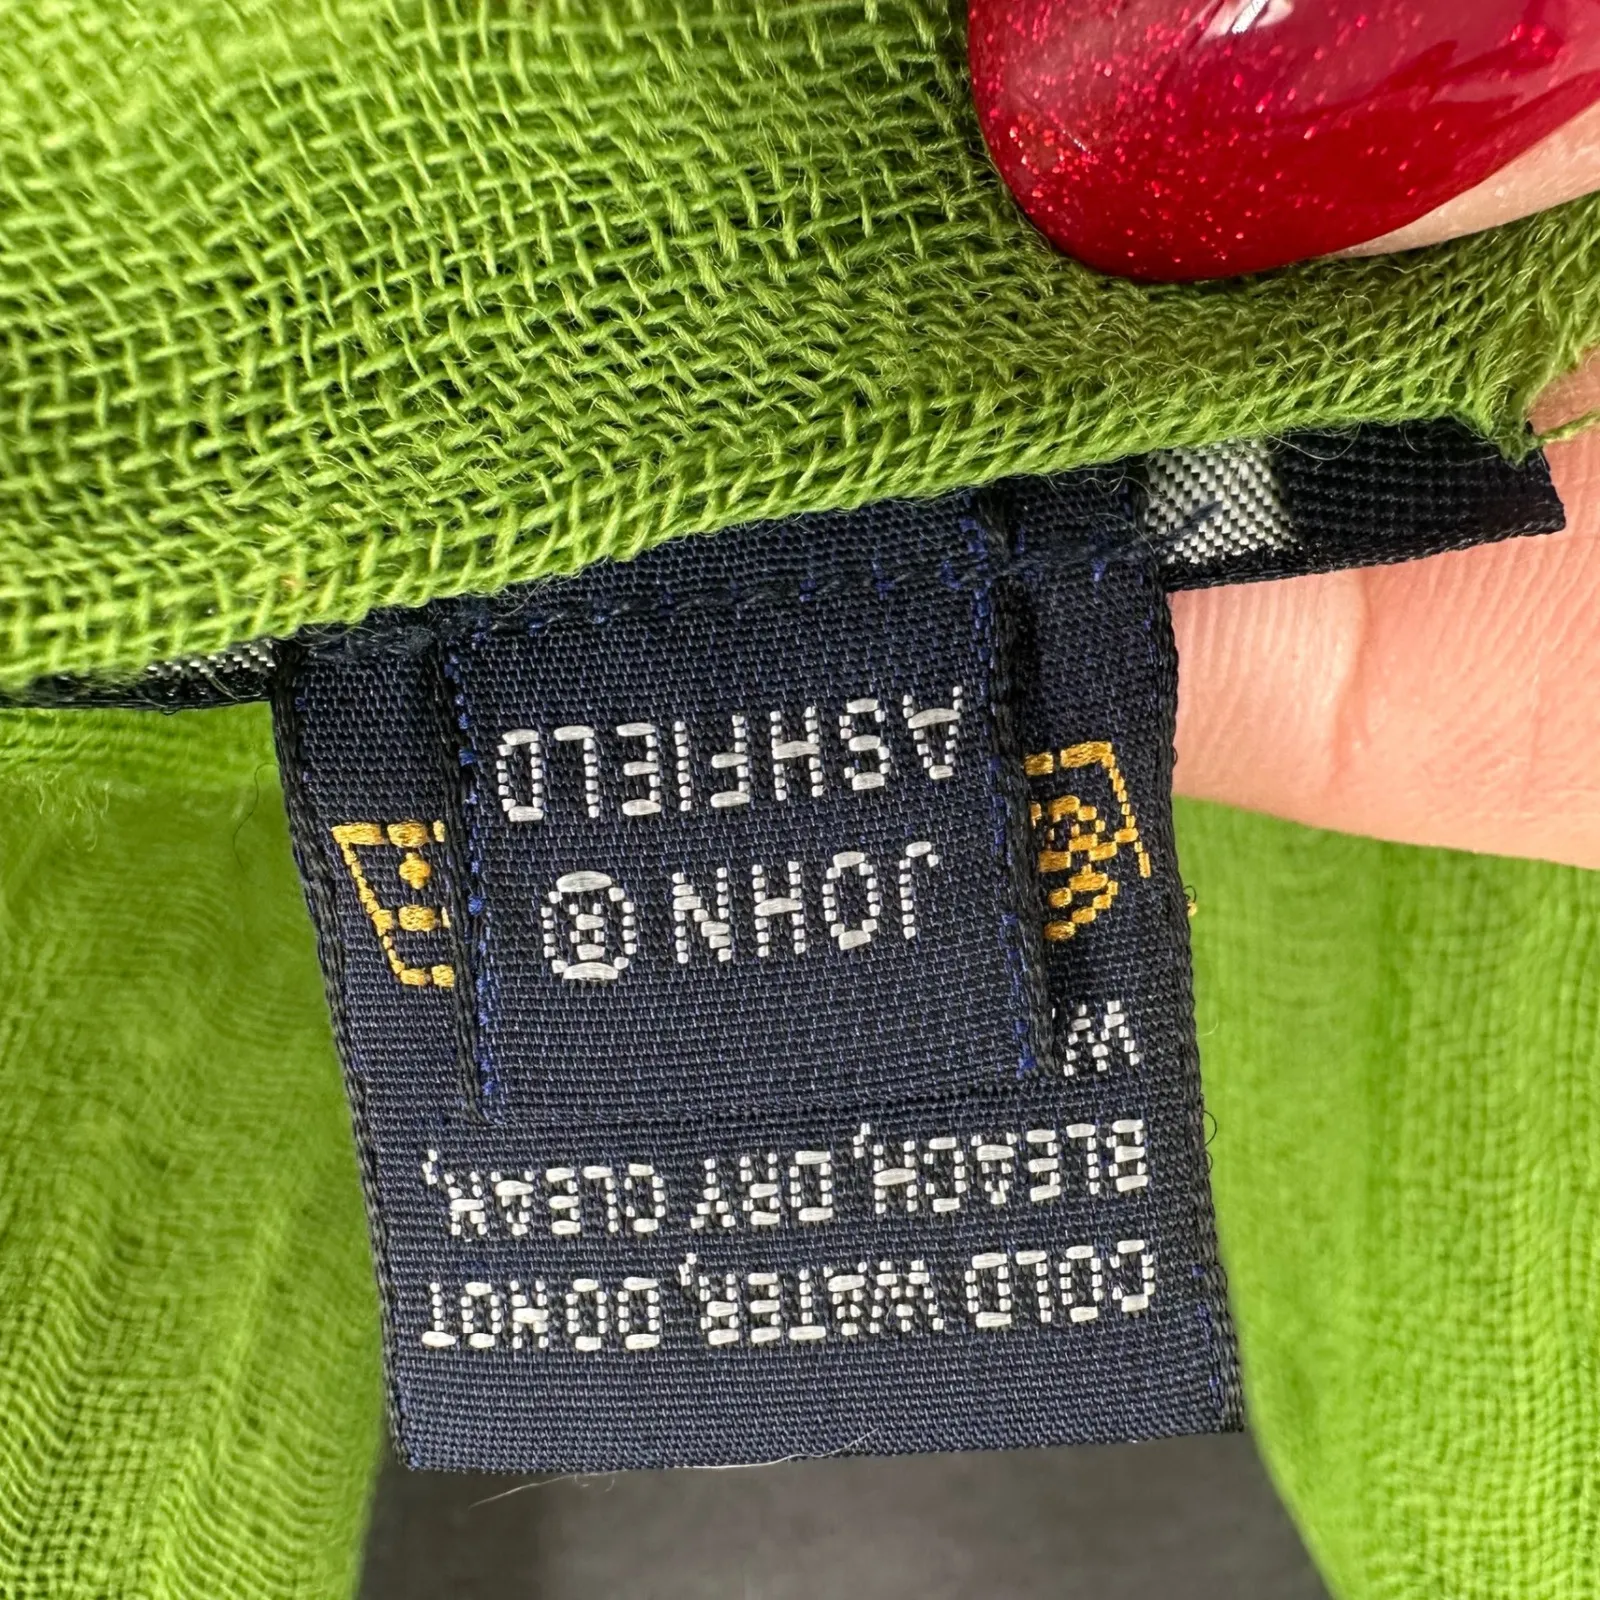 COLD WATER, DO NOT
BLEACH, DRY CLEAN,
JOHN ®
ASHFIELD